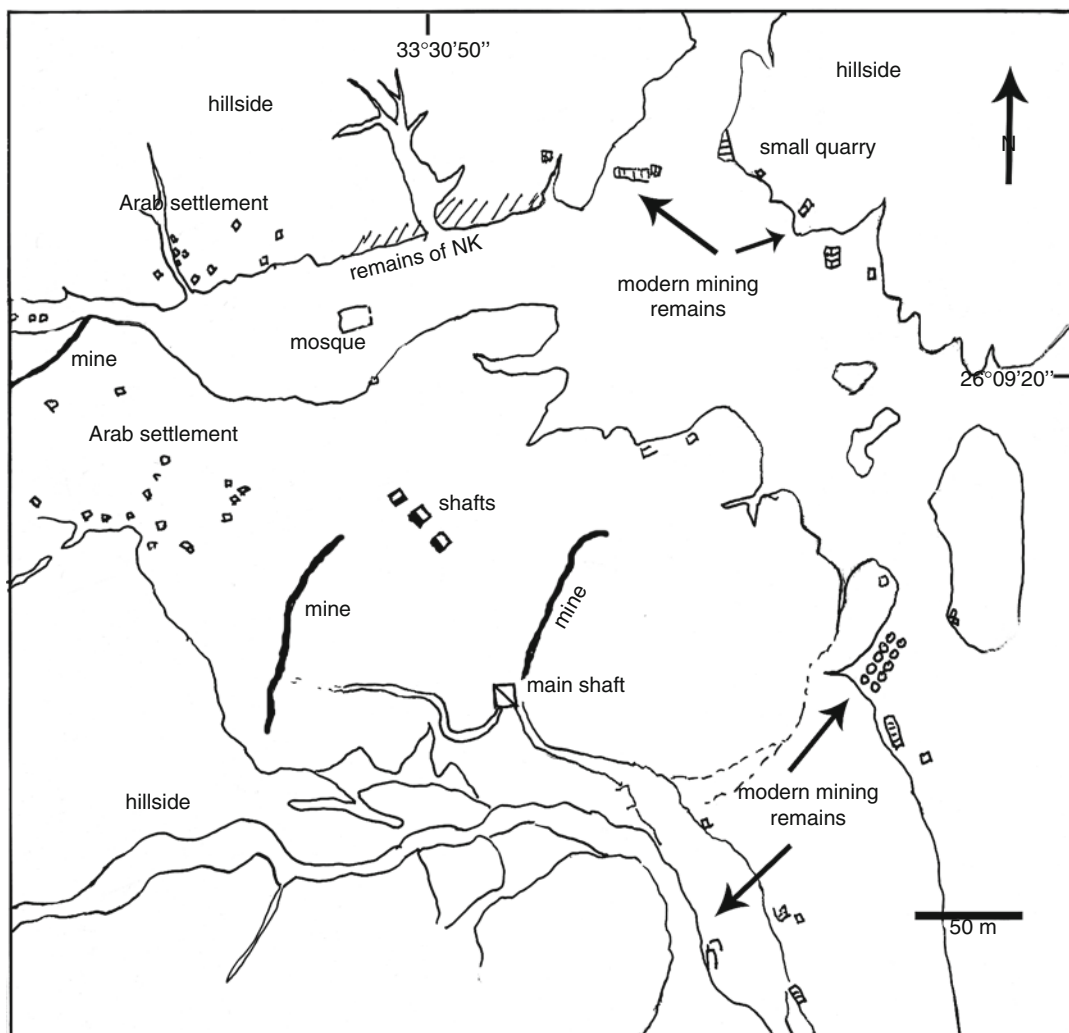 33°30'50''
hillside
hillside
N
small quarry
Arab settlement
remains of NK
modern mining
remains
mosque
mine
26°09'20''
Arab settlement
shafts
mine
mine
main shaft
hillside
modern mining
remains
50 m